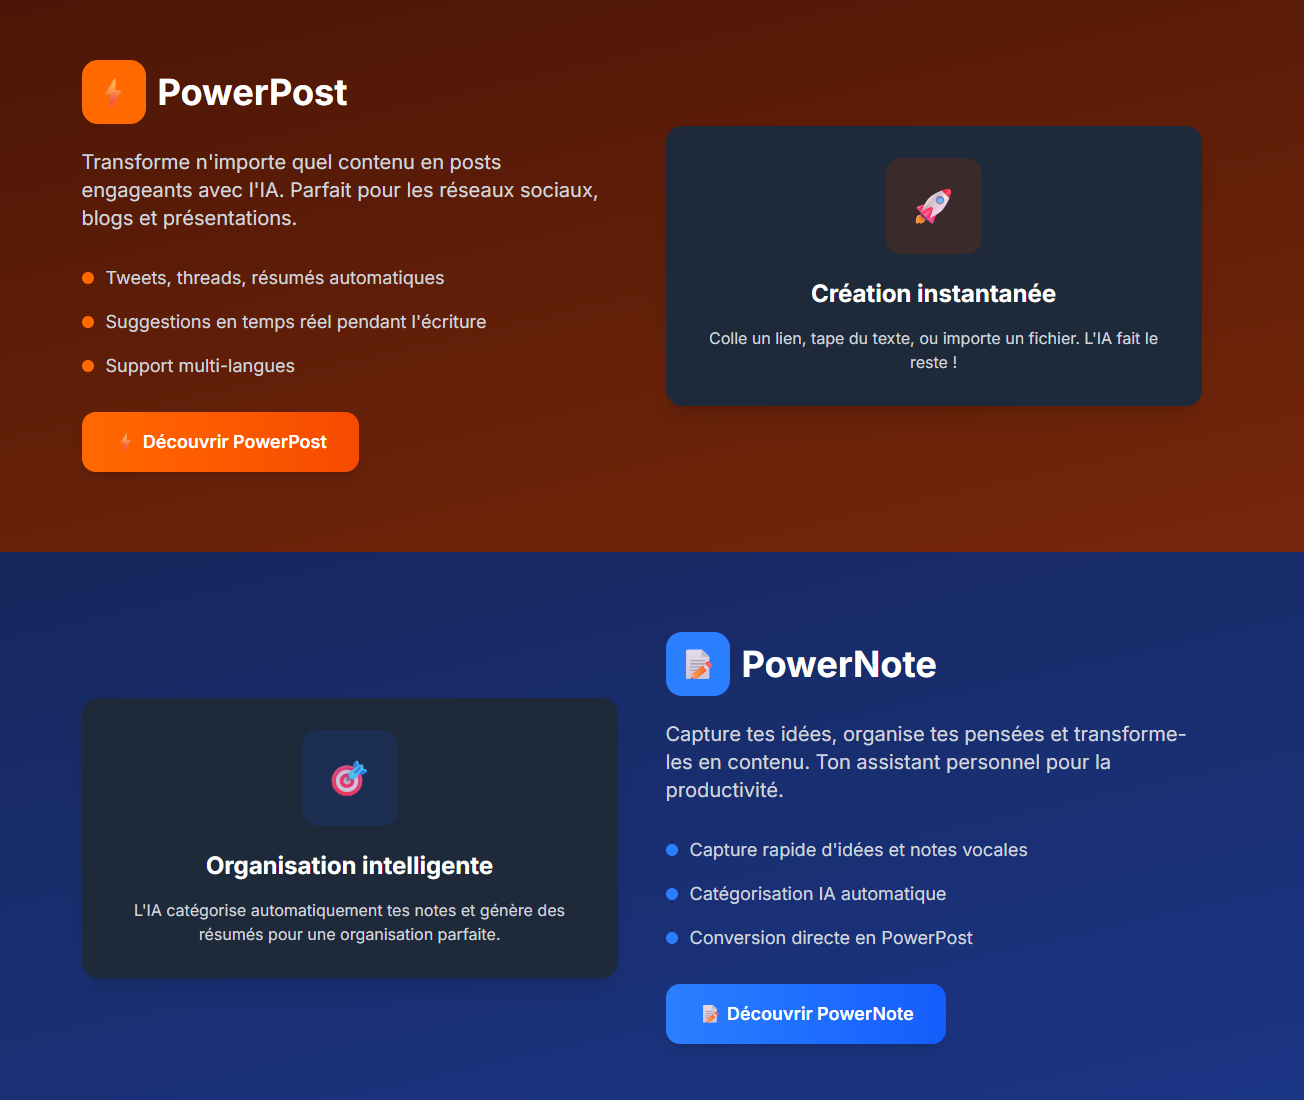 PowerPost
Transforme n'importe quel contenu en posts
engageants avec l'IA. Parfait pour les réseaux sociaux,
blogs et présentations.
Tweets, threads, résumés automatiques
Suggestions en temps réel pendant l'écriture
Support multi-langues
Découvrir PowerPost
Création instantanée
Colle un lien, tape du texte, ou importe un fichier. L'IA fait le
reste !
Organisation intelligente
L'IA catégorise automatiquement tes notes et génère des
résumés pour une organisation parfaite.
PowerNote
Capture tes idées, organise tes pensées et transforme-
les en contenu. Ton assistant personnel pour la
productivité.
Capture rapide d'idées et notes vocales
Catégorisation IA automatique
Conversion directe en PowerPost
Découvrir PowerNote